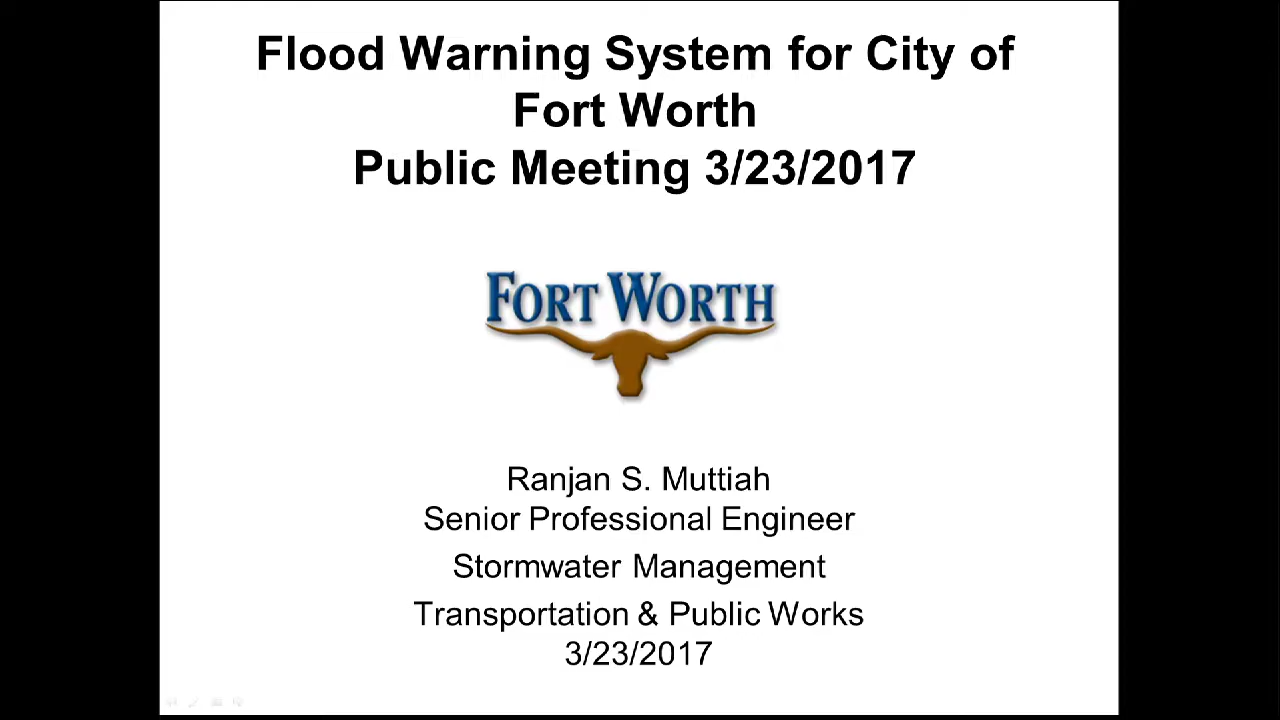 Flood Warning System for City of
Fort Worth
Public Meeting 3/23/2017
FORT WORTH
Ranjan S. Muttiah
Senior Professional Engineer
Stormwater Management
Transportation & Public Works
3/23/2017